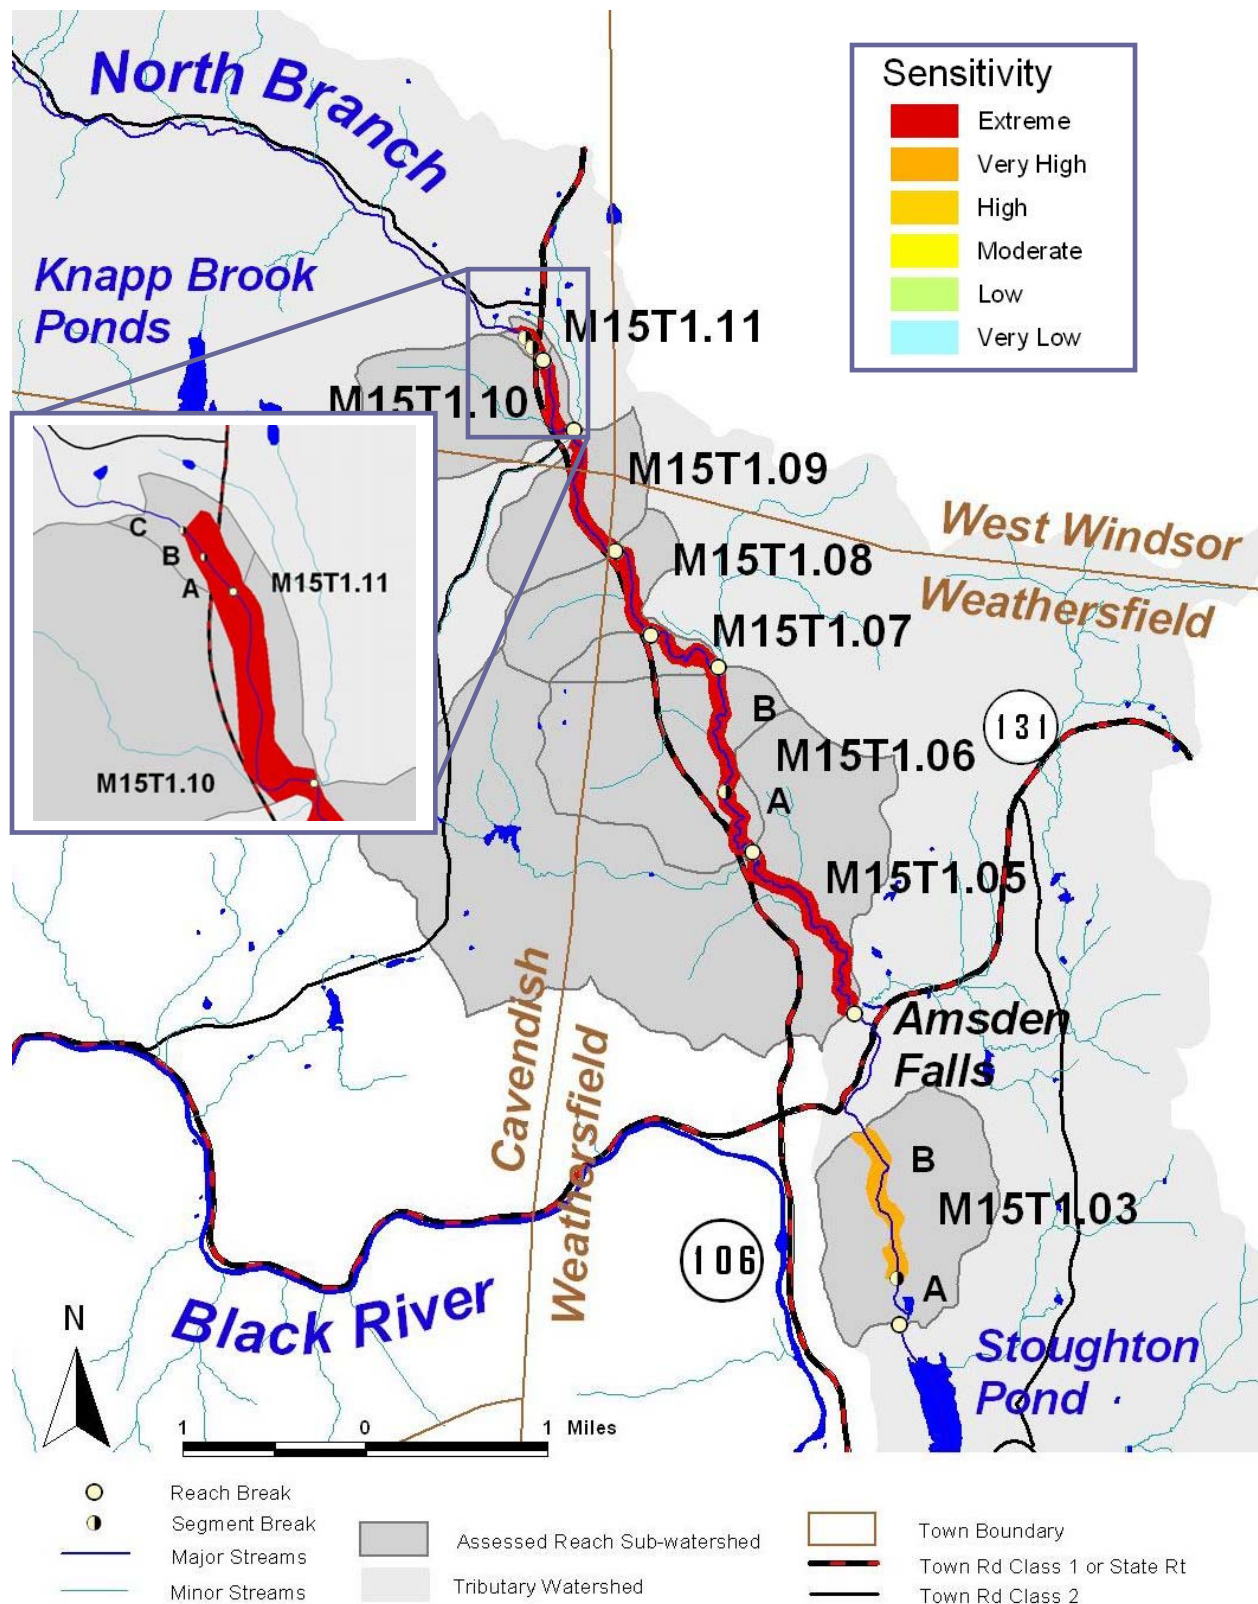 North Branch
Sensitivity
Extreme
Very High
High
Moderate
Low
Very Low
Knapp Brook
Ponds
M15T1.11
M15T1.10
M15T1.09
C
B
A
M15T1.11
M15T1.10
West Windsor
Weathersfield
M15T1.08
M15T1.07
B
M15T1.06
A
131
M15T1.05
Cavendish
Weathersfield
Amsden
Falls
B
M15T1.03
A
106
Black River
Stoughton
Pond
N
1 0 1 Miles
Reach Break
Segment Break
Major Streams
Minor Streams
Assessed Reach Sub-watershed
Tributary Watershed
Town Boundary
Town Rd Class 1 or State Rt
Town Rd Class 2